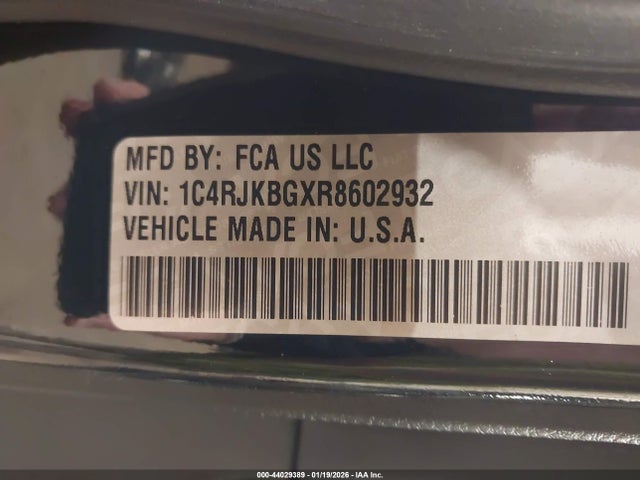 MFD BY: FCA US LLC
VIN: 1C4RJKBGXR8602932
VEHICLE MADE IN: U.S.A.
000-44029389 - 01/19/2026 - IAA Inc.